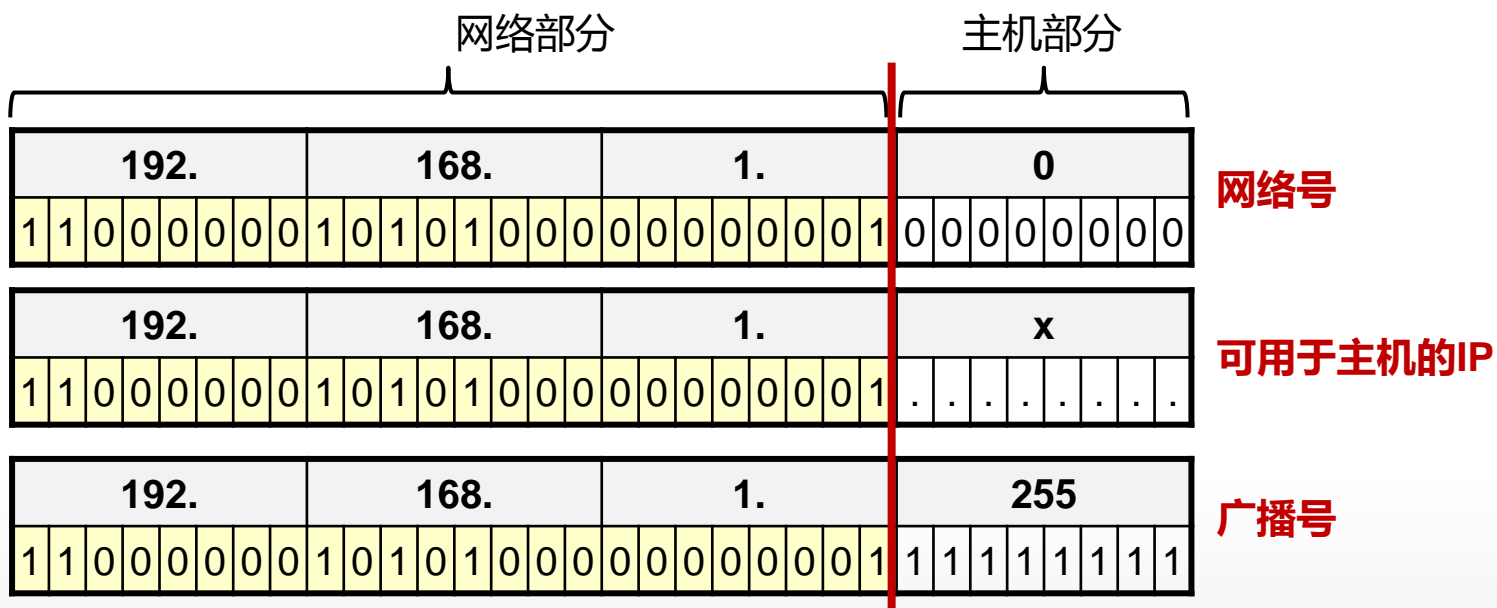 网络部分 主机部分
192. 168. 1. 0
网络号
1 1 0 0 0 0 0 0 1 0 1 0 1 0 0 0 0 0 0 0 0 0 0 1 0 0 0 0 0 0 0 0
192. 168. 1. x
可用于主机的IP
1 1 0 0 0 0 0 0 1 0 1 0 1 0 0 0 0 0 0 0 0 0 0 1 . . . . . . . .
192. 168. 1. 255
广播号
1 1 0 0 0 0 0 0 1 0 1 0 1 0 0 0 0 0 0 0 0 0 0 1 1 1 1 1 1 1 1 1